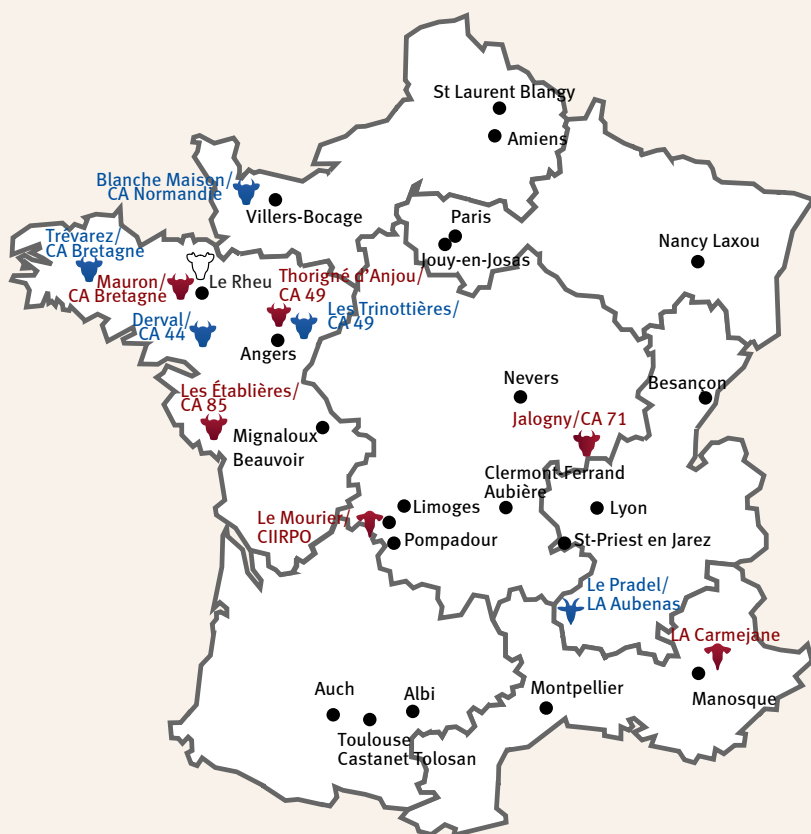 St Laurent Blangy
Amiens
Blanche Maison/
CA Normandie
Villers-Bocage
Paris
Jouy-en-Josas
Nancy Laxou
Trévarez/
CA Bretagne
Mauron/
CA Bretagne
Le Rheu
Thorigné d'Anjou/
CA 49
Les Trinottières/
CA 49
Derval/
CA 44
Angers
Les Établières/
CA 85
Mignaloux
Beauvoir
Nevers
Besançon
Jalogny/CA 71
Clermont-Ferrand
Aubière
Limoges
Lyon
Le Mourier/
CIIRPO
Pompadour
St-Priest en Jarez
Le Pradel/
LA Aubenas
LA Carmejane
Manosque
Auch
Albi
Montpellier
Toulouse
Castanet Tolosan